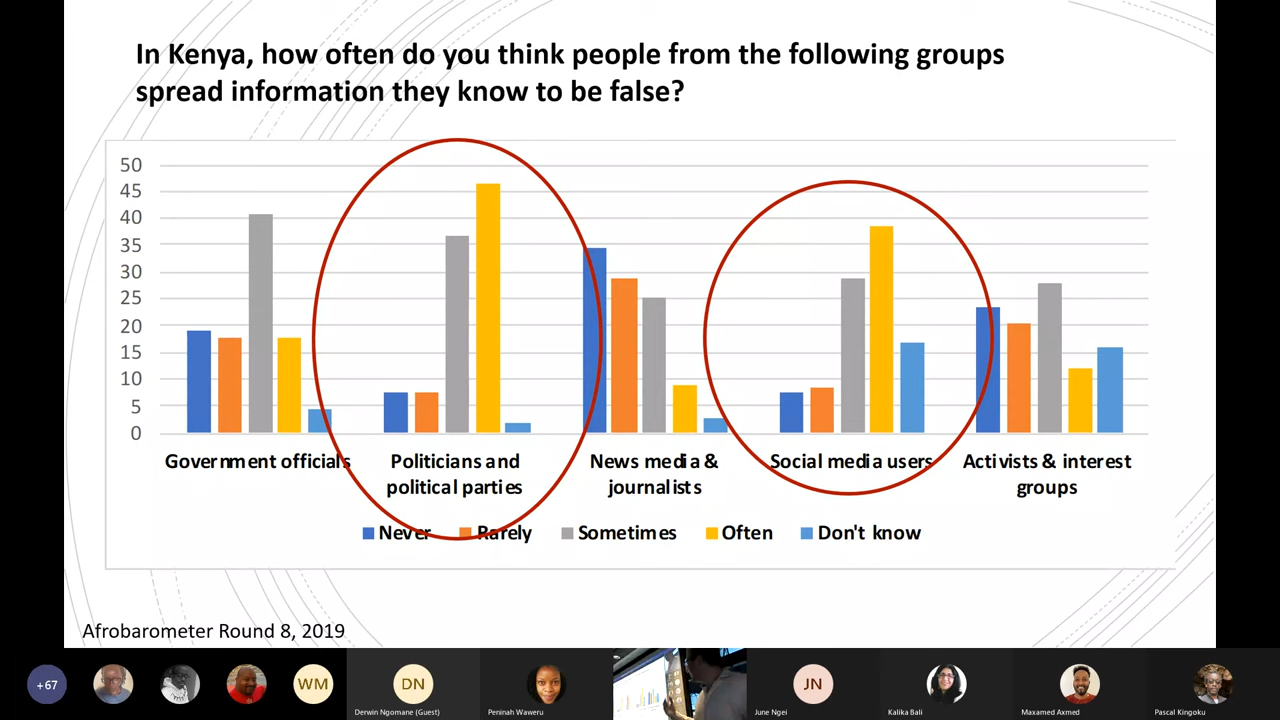 In Kenya, how often do you think people from the following groups
spread information they know to be false?
50
45
40
35
30
25
20
15
10
5
0
Government officials
Politicians and
political parties
News media &
journalists
Social media users
Activists & interest
groups
Never Rarely Sometimes Often Don't know
Afrobarometer Round 8, 2019
+67
WM
DN
JN
Derwin Ngomane (Guest)
Peninah Waweru
June Ngei
Kalika Bali
Maxamed Axmed
Pascal Kingoku